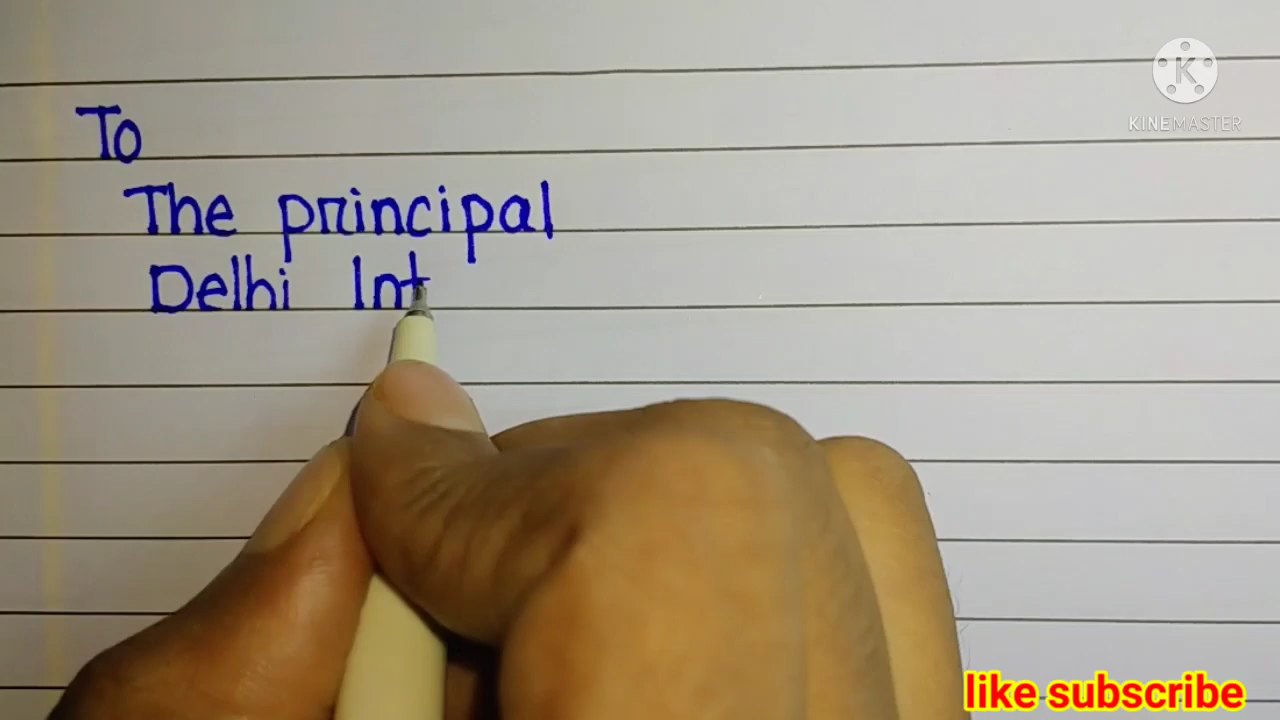 K
KINEMASTER
To
The principal
Delhi Int
like subscribe